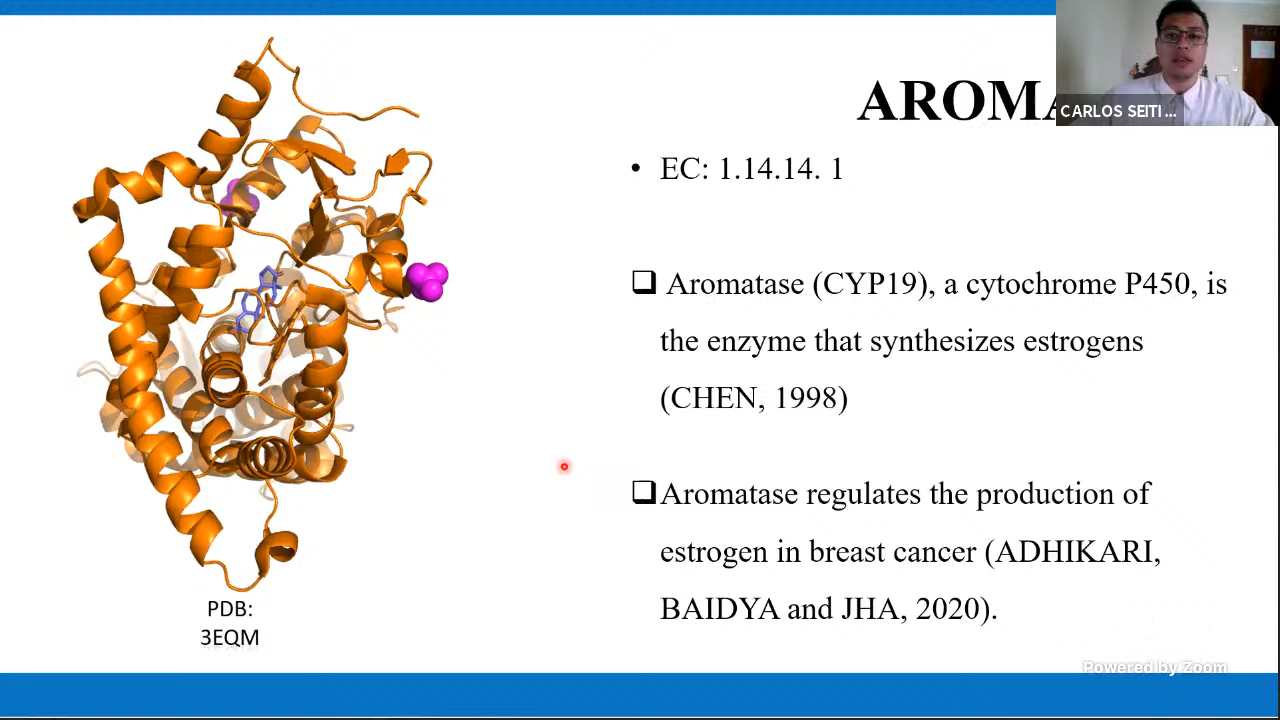 AROMA
CARLOS SEITI ...
• EC: 1.14.14. 1
❑ Aromatase (CYP19), a cytochrome P450, is
the enzyme that synthesizes estrogens
(CHEN, 1998)
❑Aromatase regulates the production of
estrogen in breast cancer (ADHIKARI,
BAIDYA and JHA, 2020).
PDB:
3EQM
Powered by Zoom